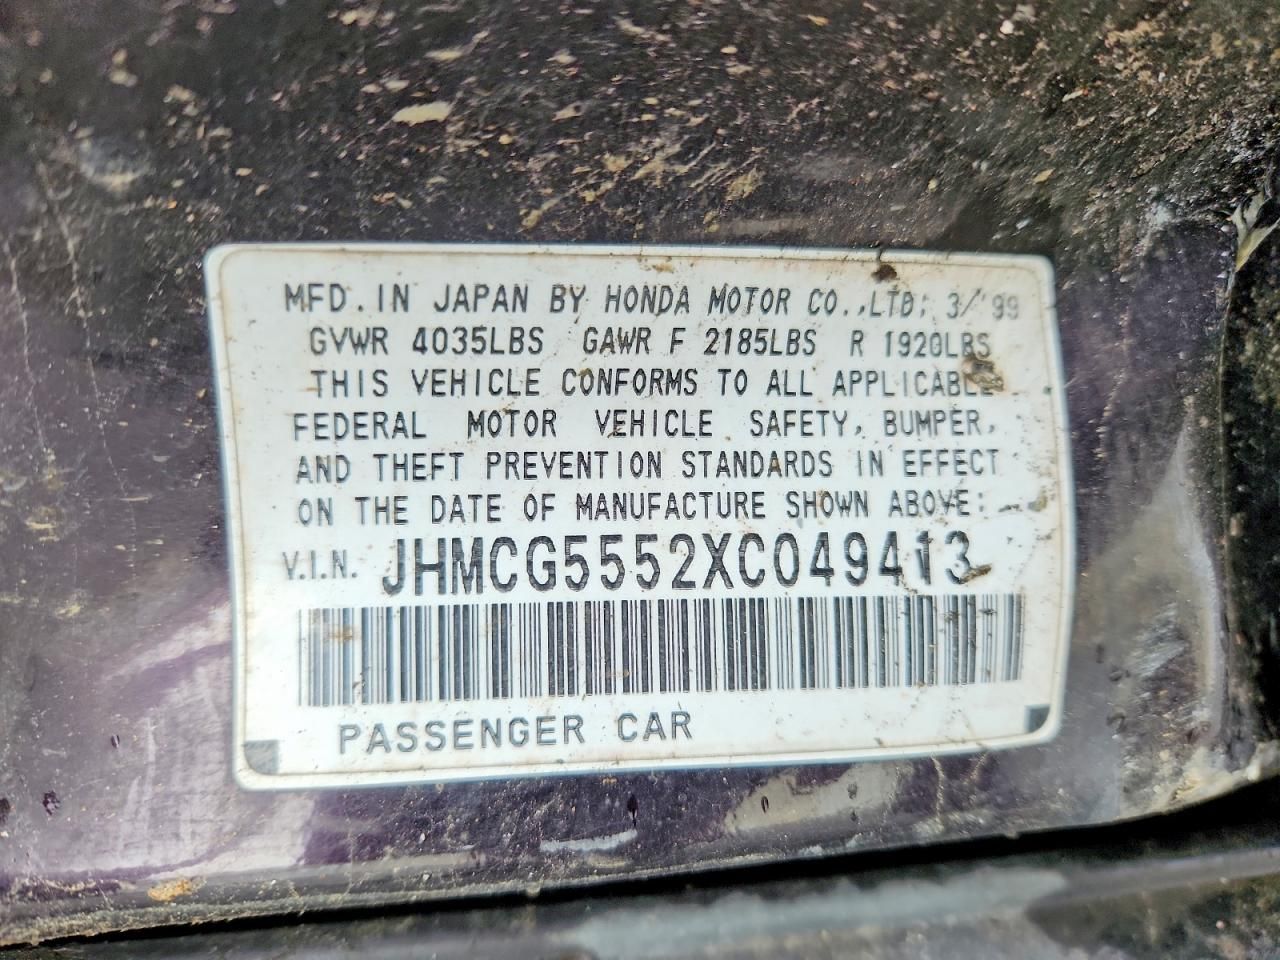 MFD. IN JAPAN BY HONDA MOTOR CO.,LTD; 3/'99
GVWR 4035LBS GAWR F 2185LBS R 1920LBS
THIS VEHICLE CONFORMS TO ALL APPLICABLE
FEDERAL MOTOR VEHICLE SAFETY, BUMPER,
AND THEFT PREVENTION STANDARDS IN EFFECT
ON THE DATE OF MANUFACTURE SHOWN ABOVE:
V.I.N. JHMCG5552XC049413
PASSENGER CAR